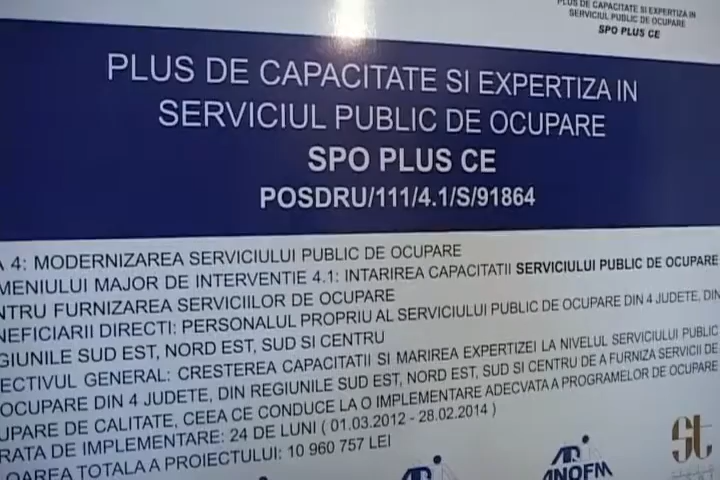 PLUS DE CAPACITATE SI EXPERTIZA IN
SERVICIUL PUBLIC DE OCUPARE
SPO PLUS CE
PLUS DE CAPACITATE SI EXPERTIZA IN
SERVICIUL PUBLIC DE OCUPARE
SPO PLUS CE
POSDRU/111/4.1/S/91864
A 4: MODERNIZAREA SERVICIULUI PUBLIC DE OCUPARE
MENIULUI MAJOR DE INTERVENTIE 4.1: INTARIREA CAPACITATII SERVICIULUI PUBLIC DE OCUPARE
NTRU FURNIZAREA SERVICIILOR DE OCUPARE
NEFICIARII DIRECTI: PERSONALUL PROPRIU AL SERVICIULUI PUBLIC DE OCUPARE DIN 4 JUDETE, DIN
GIUNILE SUD EST, NORD EST, SUD SI CENTRU
ECTIVUL GENERAL: CRESTEREA CAPACITATII SI MARIREA EXPERTIZEI LA NIVELUL SERVICIULUI PUBLIC
OCUPARE DIN 4 JUDETE, DIN REGIUNILE SUD EST, NORD EST, SUD SI CENTRU DE A FURNIZA SERVICII DE
UPARE DE CALITATE, CEEA CE CONDUCE LA O IMPLEMENTARE ADECVATA A PROGRAMELOR DE OCUPARE
RATA DE IMPLEMENTARE: 24 DE LUNI ( 01.03.2012 - 28.02.2014 )
OAREA TOTALA A PROIECTULUI: 10 960 757 LEI
ANOFM
st